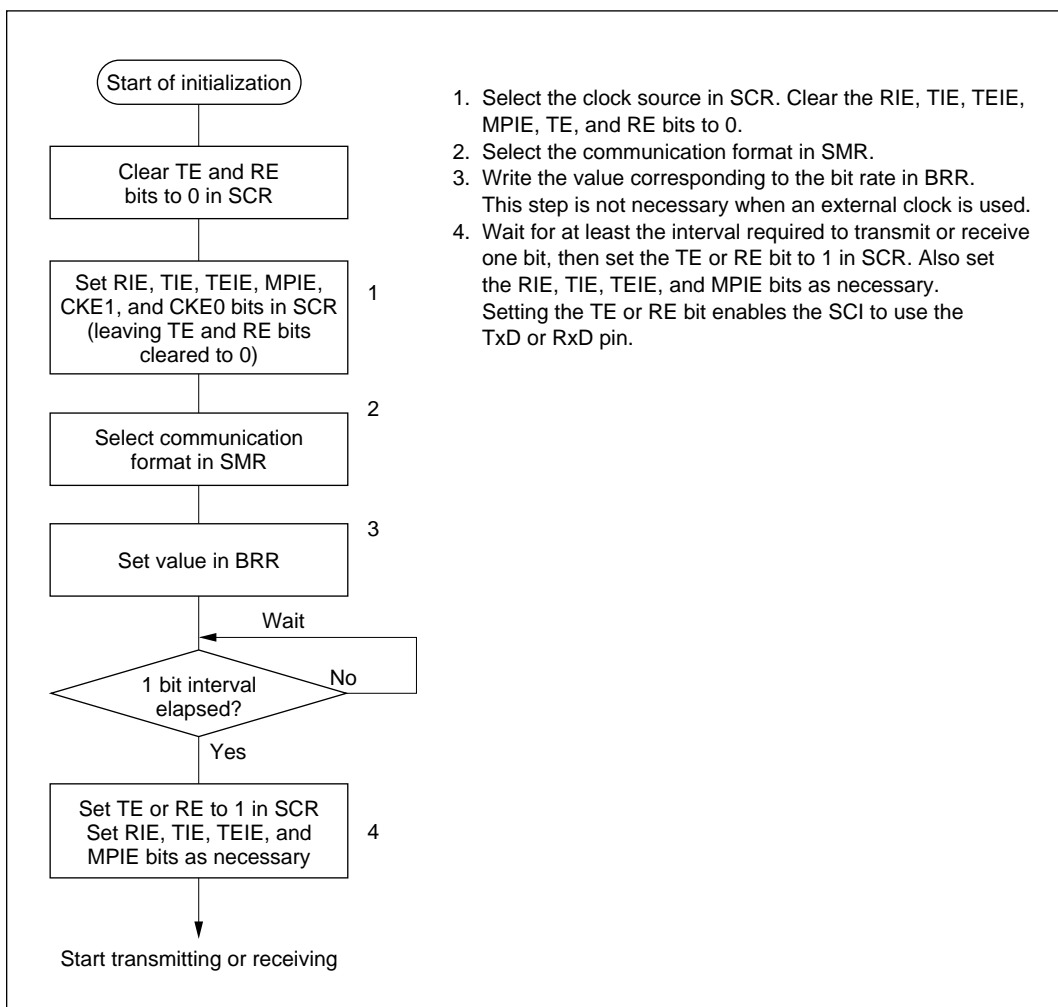 Start of initialization
Clear TE and RE
bits to 0 in SCR
Set RIE, TIE, TEIE, MPIE,
CKE1, and CKE0 bits in SCR
(leaving TE and RE bits
cleared to 0)
1
2
Select communication
format in SMR
3
Set value in BRR
Wait
1 bit interval
elapsed?
No
Yes
Set TE or RE to 1 in SCR
Set RIE, TIE, TEIE, and
MPIE bits as necessary
4
Start transmitting or receiving
1. Select the clock source in SCR. Clear the RIE, TIE, TEIE,
MPIE, TE, and RE bits to 0.
2. Select the communication format in SMR.
3. Write the value corresponding to the bit rate in BRR.
This step is not necessary when an external clock is used.
4. Wait for at least the interval required to transmit or receive
one bit, then set the TE or RE bit to 1 in SCR. Also set
the RIE, TIE, TEIE, and MPIE bits as necessary.
Setting the TE or RE bit enables the SCI to use the
TxD or RxD pin.